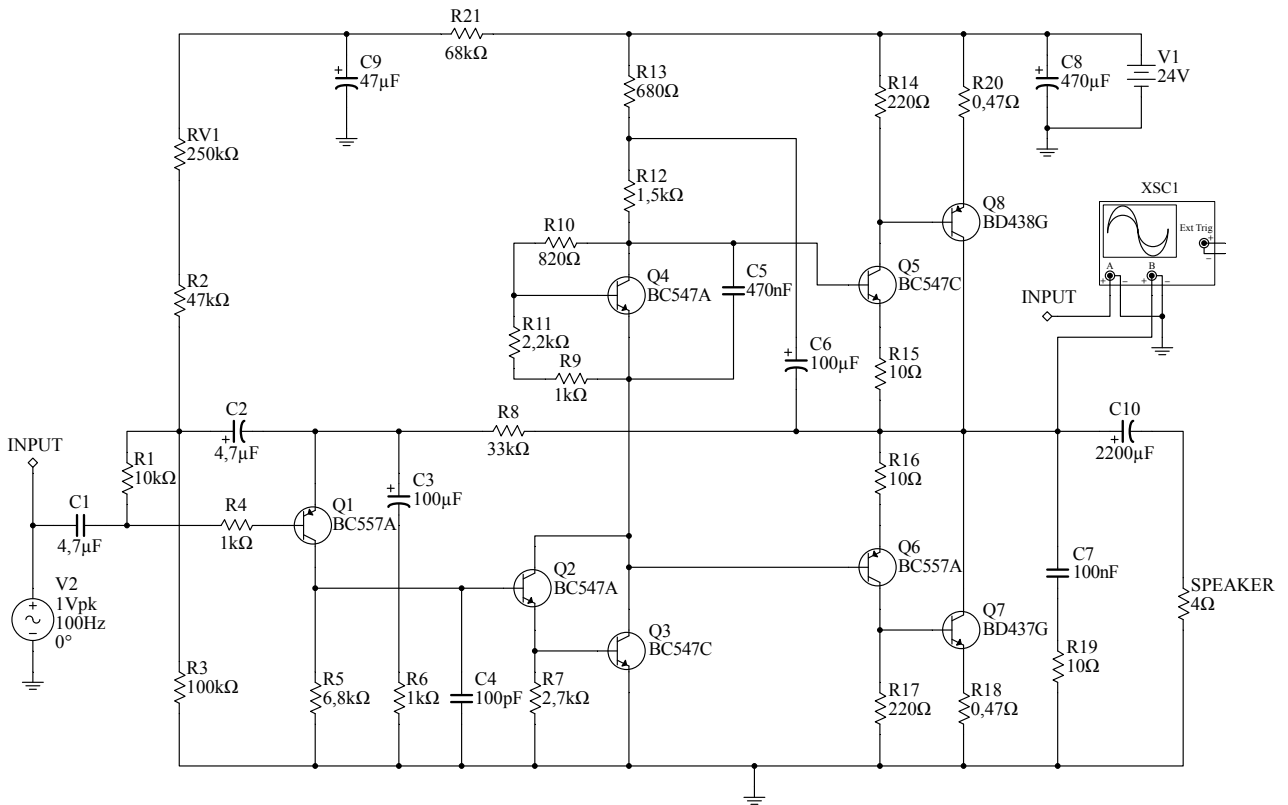 R21
68kΩ
C9
47µF
R13
680Ω
R14
220Ω
R20
0,47Ω
C8
470µF
V1
24V
RV1
250kΩ
R12
1,5kΩ
XSC1
Ext Trig
A
B
Q8
BD438G
R10
820Ω
R2
47kΩ
Q4
BC547A
C5
470nF
Q5
BC547C
INPUT
R11
2,2kΩ
R9
1kΩ
C6
100µF
R15
10Ω
C2
4,7µF
R8
33kΩ
C10
2200µF
INPUT
R1
10kΩ
C3
100µF
R16
10Ω
C1
4,7µF
R4
1kΩ
Q1
BC557A
Q2
BC547A
Q6
BC557A
C7
100nF
V2
1Vpk
100Hz
0°
SPEAKER
4Ω
Q3
BC547C
Q7
BD437G
R3
100kΩ
R5
6,8kΩ
R6
1kΩ
C4
100pF
R7
2,7kΩ
R17
220Ω
R18
0,47Ω
R19
10Ω